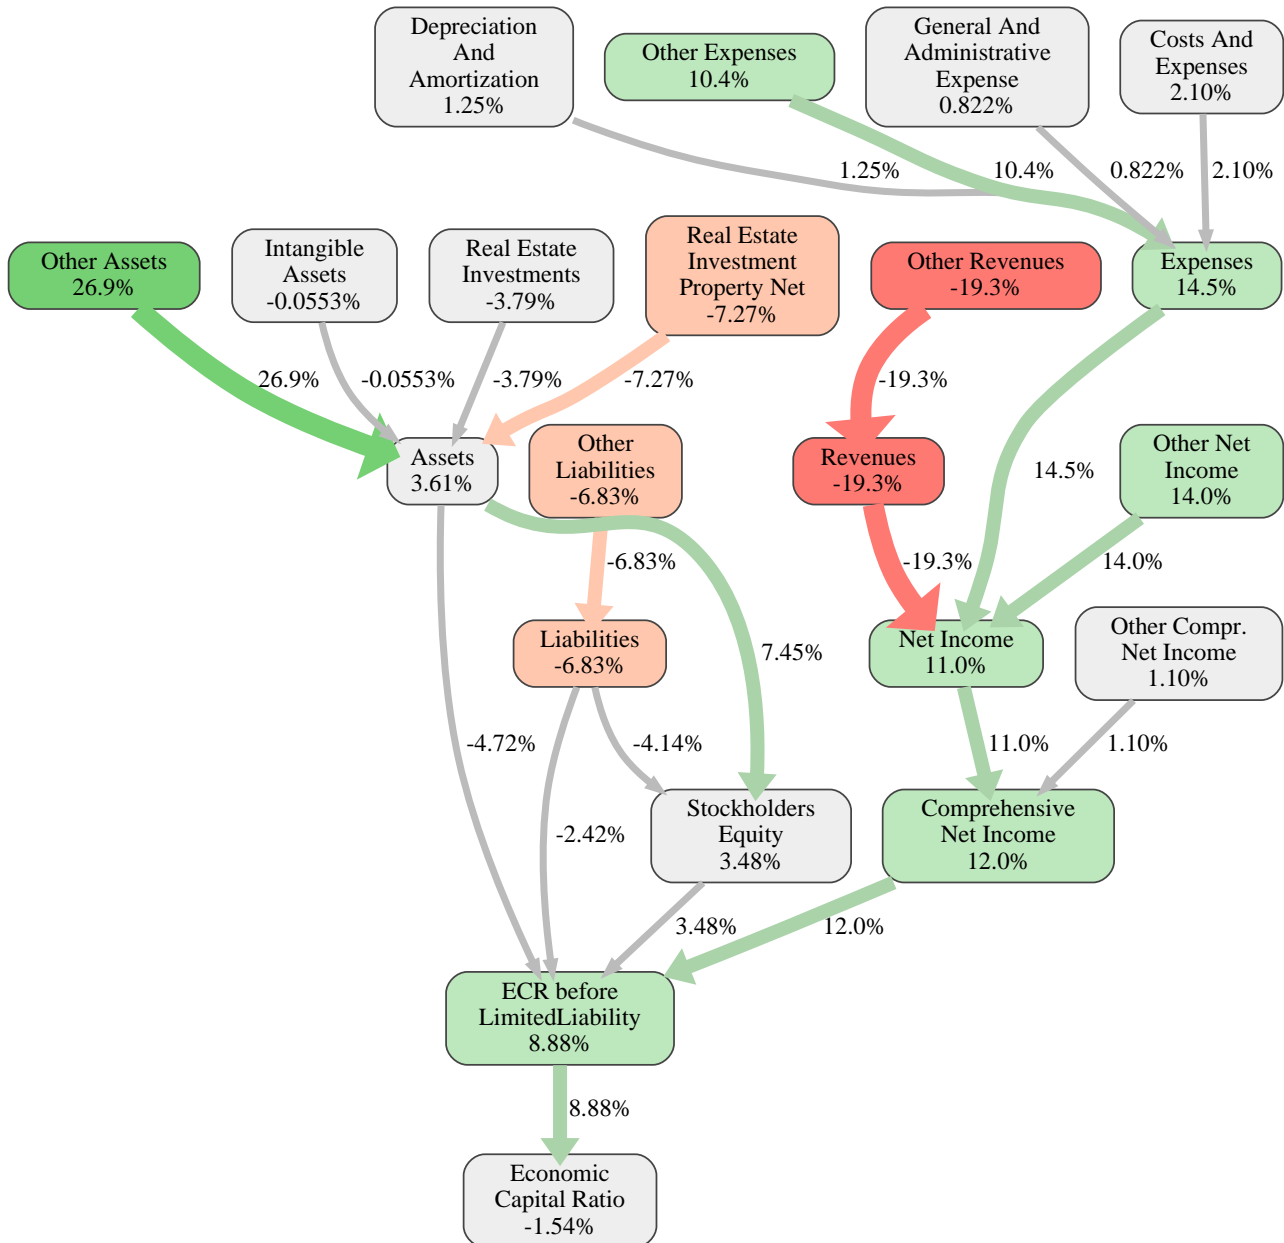 Depreciation
And
Amortization
1.25%
Other Expenses
10.4%
General And
Administrative
Expense
0.822%
Costs And
Expenses
2.10%
1.25%
10.4%
0.822%
2.10%
Other Assets
26.9%
Intangible
Assets
-0.0553%
Real Estate
Investments
-3.79%
Real Estate
Investment
Property Net
-7.27%
Other Revenues
-19.3%
Expenses
14.5%
26.9%
-0.0553%
-3.79%
-7.27%
-19.3%
14.5%
Assets
3.61%
Other
Liabilities
-6.83%
Revenues
-19.3%
Other Net
Income
14.0%
-6.83%
-19.3%
14.0%
Liabilities
-6.83%
7.45%
Net Income
11.0%
Other Compr.
Net Income
1.10%
-4.72%
-4.14%
11.0%
1.10%
-2.42%
Stockholders
Equity
3.48%
Comprehensive
Net Income
12.0%
3.48%
12.0%
ECR before
LimitedLiability
8.88%
8.88%
Economic
Capital Ratio
-1.54%